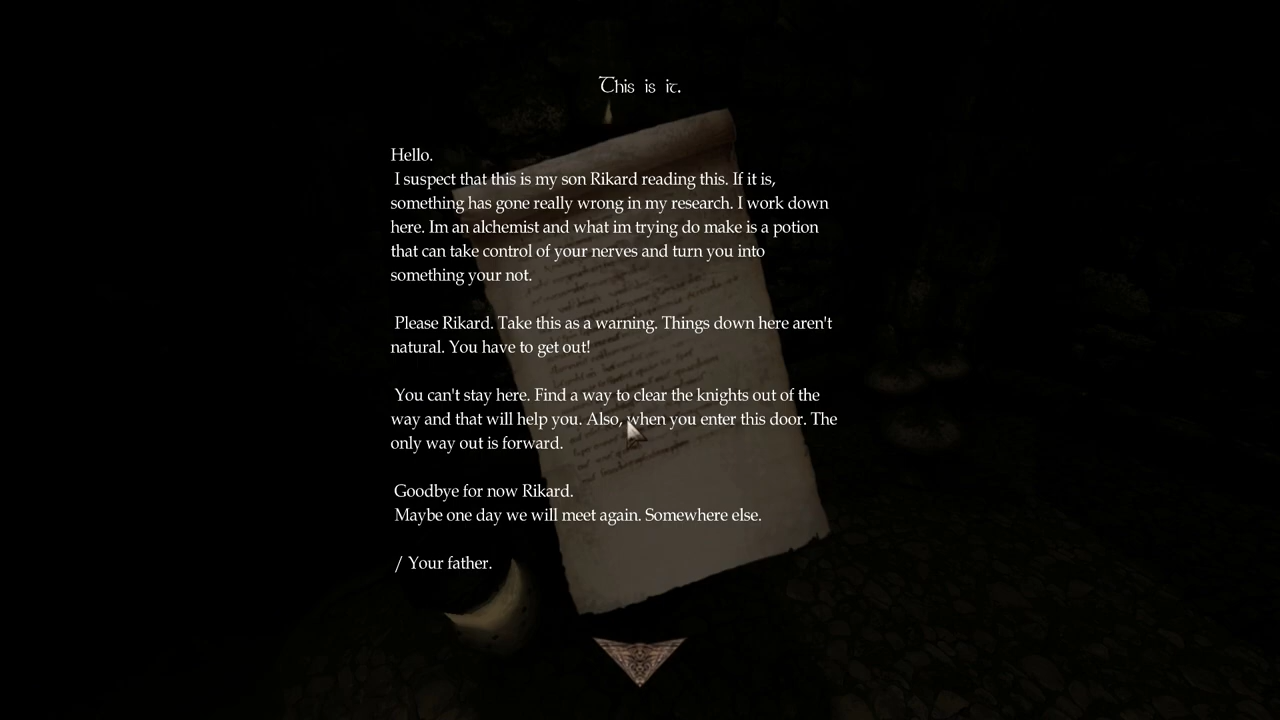 This is it.
Hello.
I suspect that this is my son Rikard reading this. If it is,
something has gone really wrong in my research. I work down
here. Im an alchemist and what im trying do make is a potion
that can take control of your nerves and turn you into
something your not.
Please Rikard. Take this as a warning. Things down here aren't
natural. You have to get out!
You can't stay here. Find a way to clear the knights out of the
way and that will help you. Also, when you enter this door. The
only way out is forward.
Goodbye for now Rikard.
Maybe one day we will meet again. Somewhere else.
/ Your father.